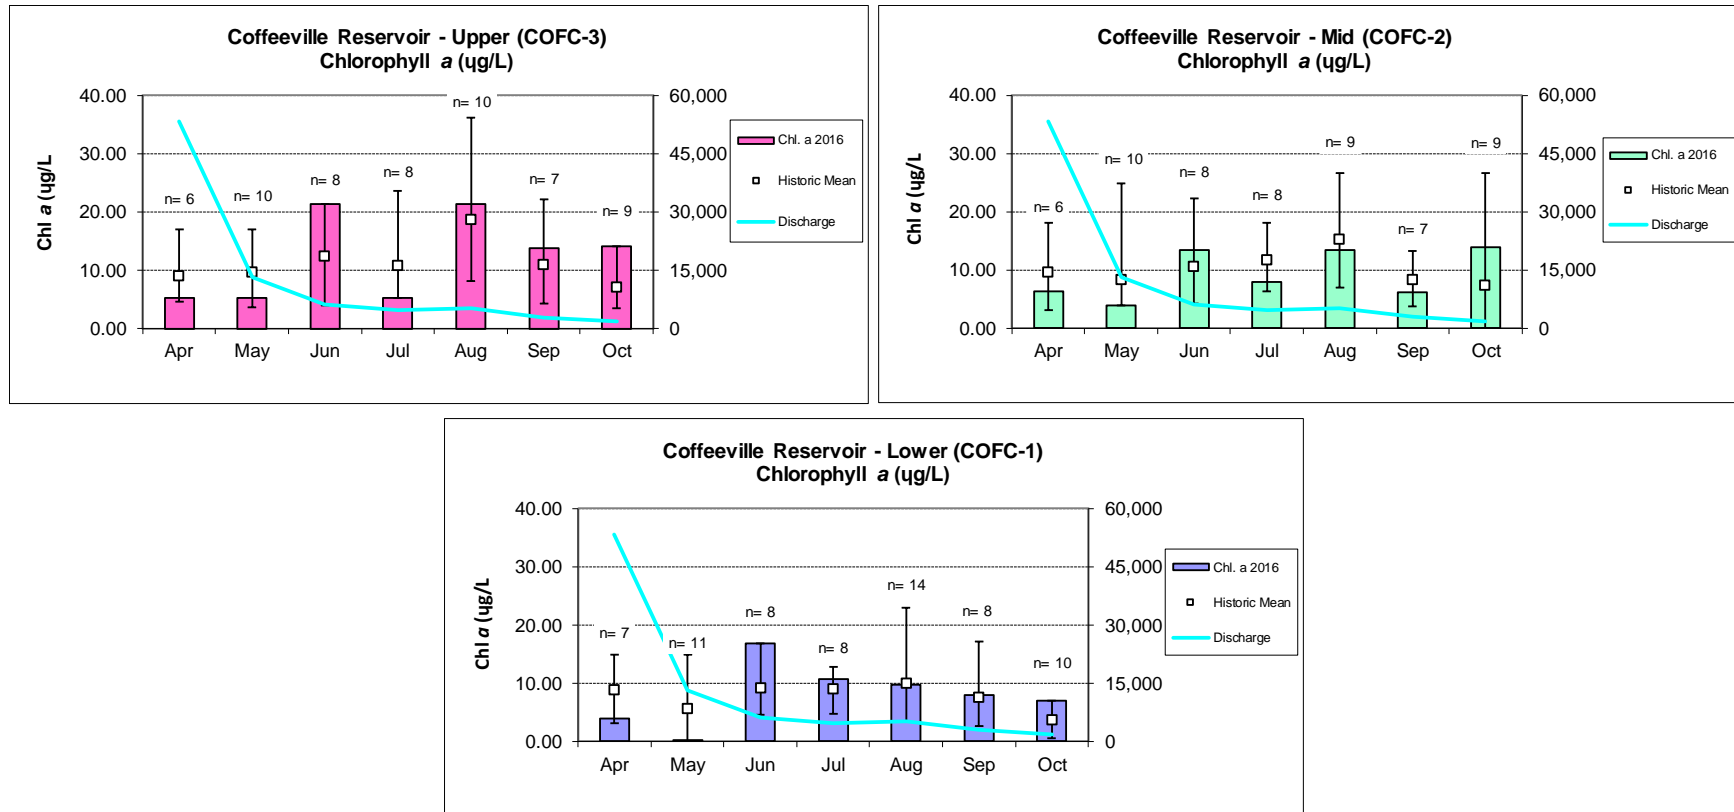 Coffeeville Reservoir - Upper (COFC-3)
Chlorophyll a (ųg/L)
Chl a (ųg/L
40.00
30.00
20.00
10.00
0.00
60,000
45,000
30,000
15,000
0
n= 6
n= 10
n= 8
n= 8
n= 10
n= 7
n= 9
Apr May Jun Jul Aug Sep Oct
Chl. a 2016
Historic Mean
Discharge
Coffeeville Reservoir - Mid (COFC-2)
Chlorophyll a (ųg/L)
Chl a (ųg/L
40.00
30.00
20.00
10.00
0.00
60,000
45,000
30,000
15,000
0
n= 6
n= 10
n= 8
n= 8
n= 9
n= 7
n= 9
Apr May Jun Jul Aug Sep Oct
Chl. a 2016
Historic Mean
Discharge
Coffeeville Reservoir - Lower (COFC-1)
Chlorophyll a (ųg/L)
Chl a (ųg/L
40.00
30.00
20.00
10.00
0.00
60,000
45,000
30,000
15,000
0
n= 7
n= 11
n= 8
n= 8
n= 14
n= 8
n= 10
Apr May Jun Jul Aug Sep Oct
Chl. a 2016
Historic Mean
Discharge